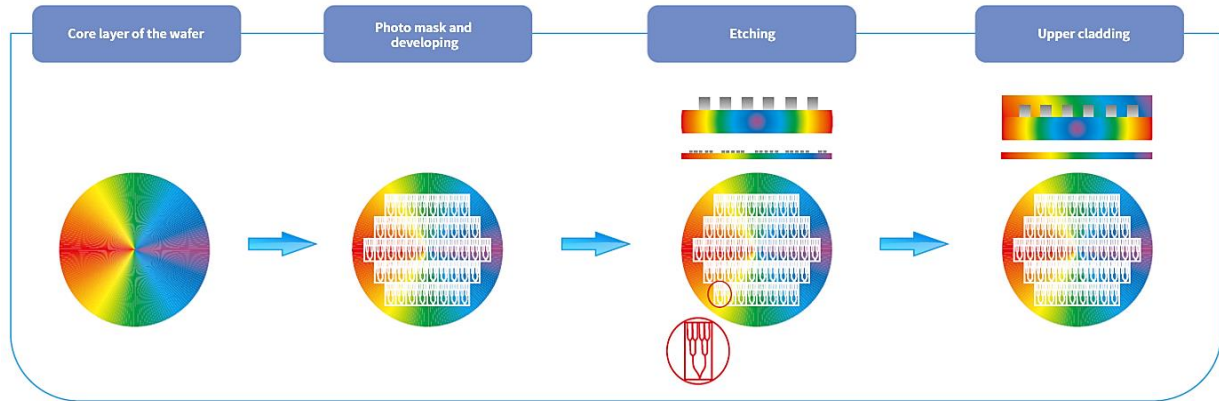 Core layer of the wafer
Photo mask and
developing
Etching
Upper cladding